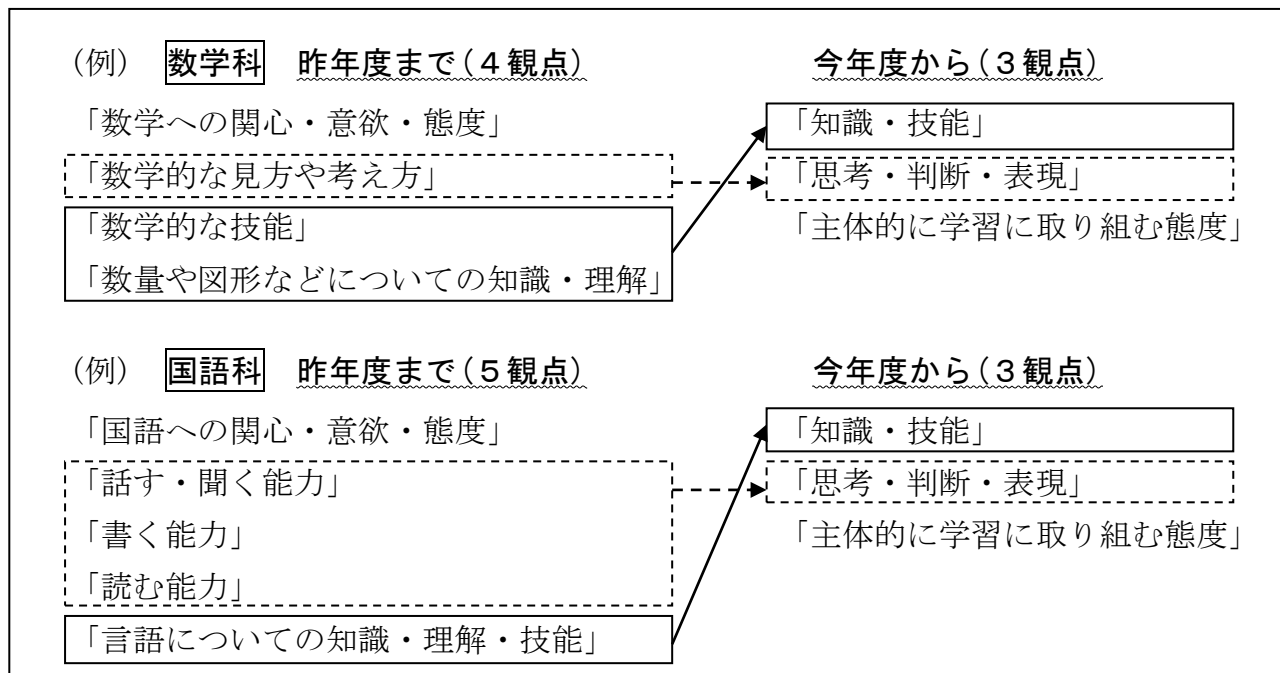 （例） 数学科 昨年度まで（４観点） 今年度から（３観点）
「数学への関心・意欲・態度」 「知識・技能」
「数学的な見方や考え方」 「思考・判断・表現」
「数学的な技能」 「主体的に学習に取り組む態度」
「数量や図形などについての知識・理解」
（例） 国語科 昨年度まで（５観点） 今年度から（３観点）
「国語への関心・意欲・態度」 「知識・技能」
「話す・聞く能力」 「思考・判断・表現」
「書く能力」 「主体的に学習に取り組む態度」
「読む能力」
「言語についての知識・理解・技能」